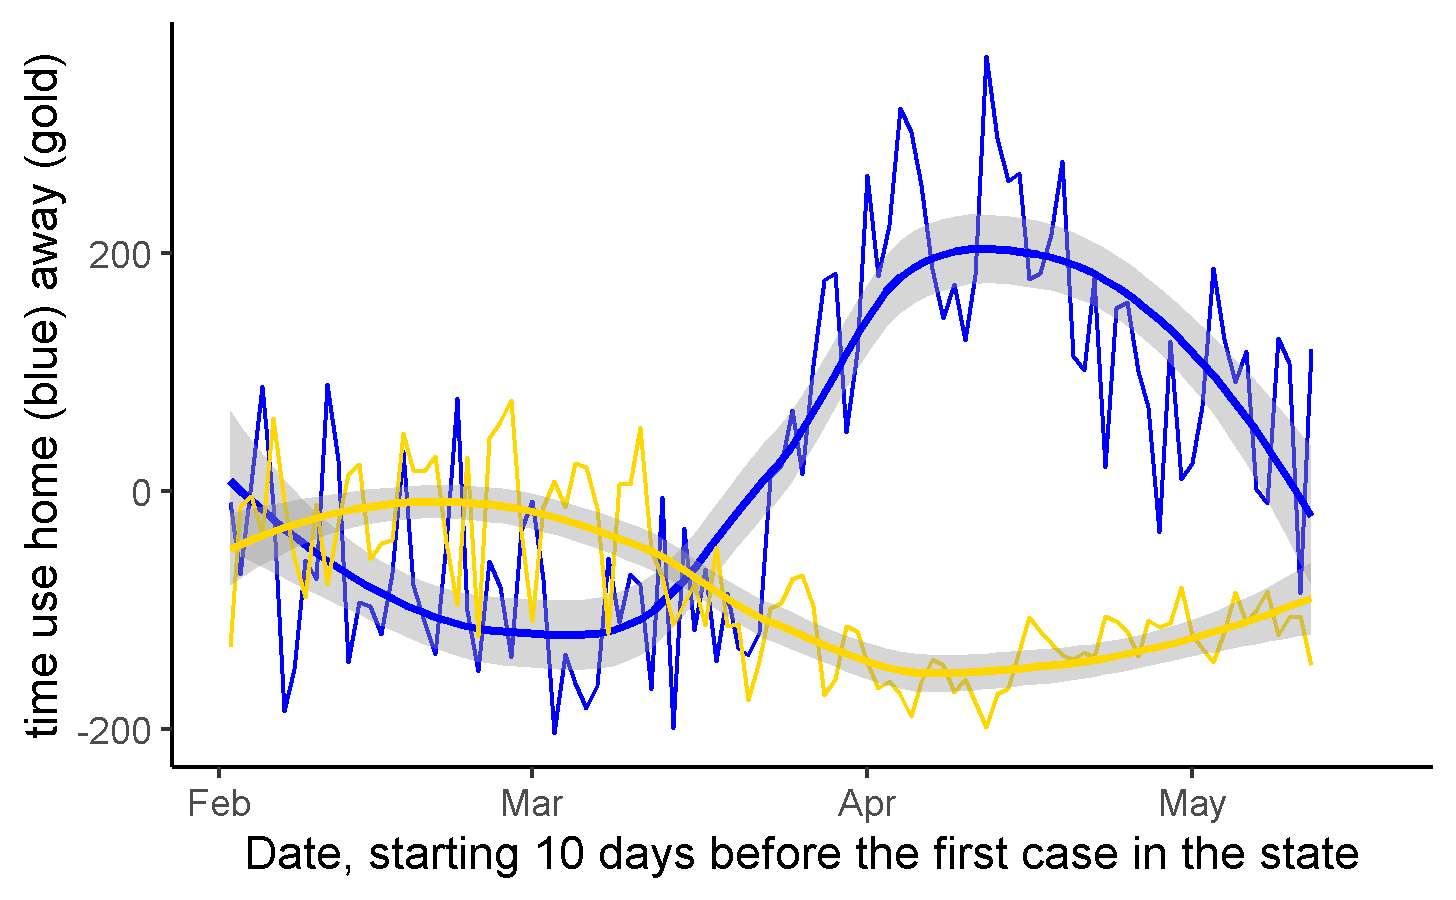 time use home (blue) away (gold)
200
0
-200
Feb Mar Apr May
Date, starting 10 days before the first case in the state